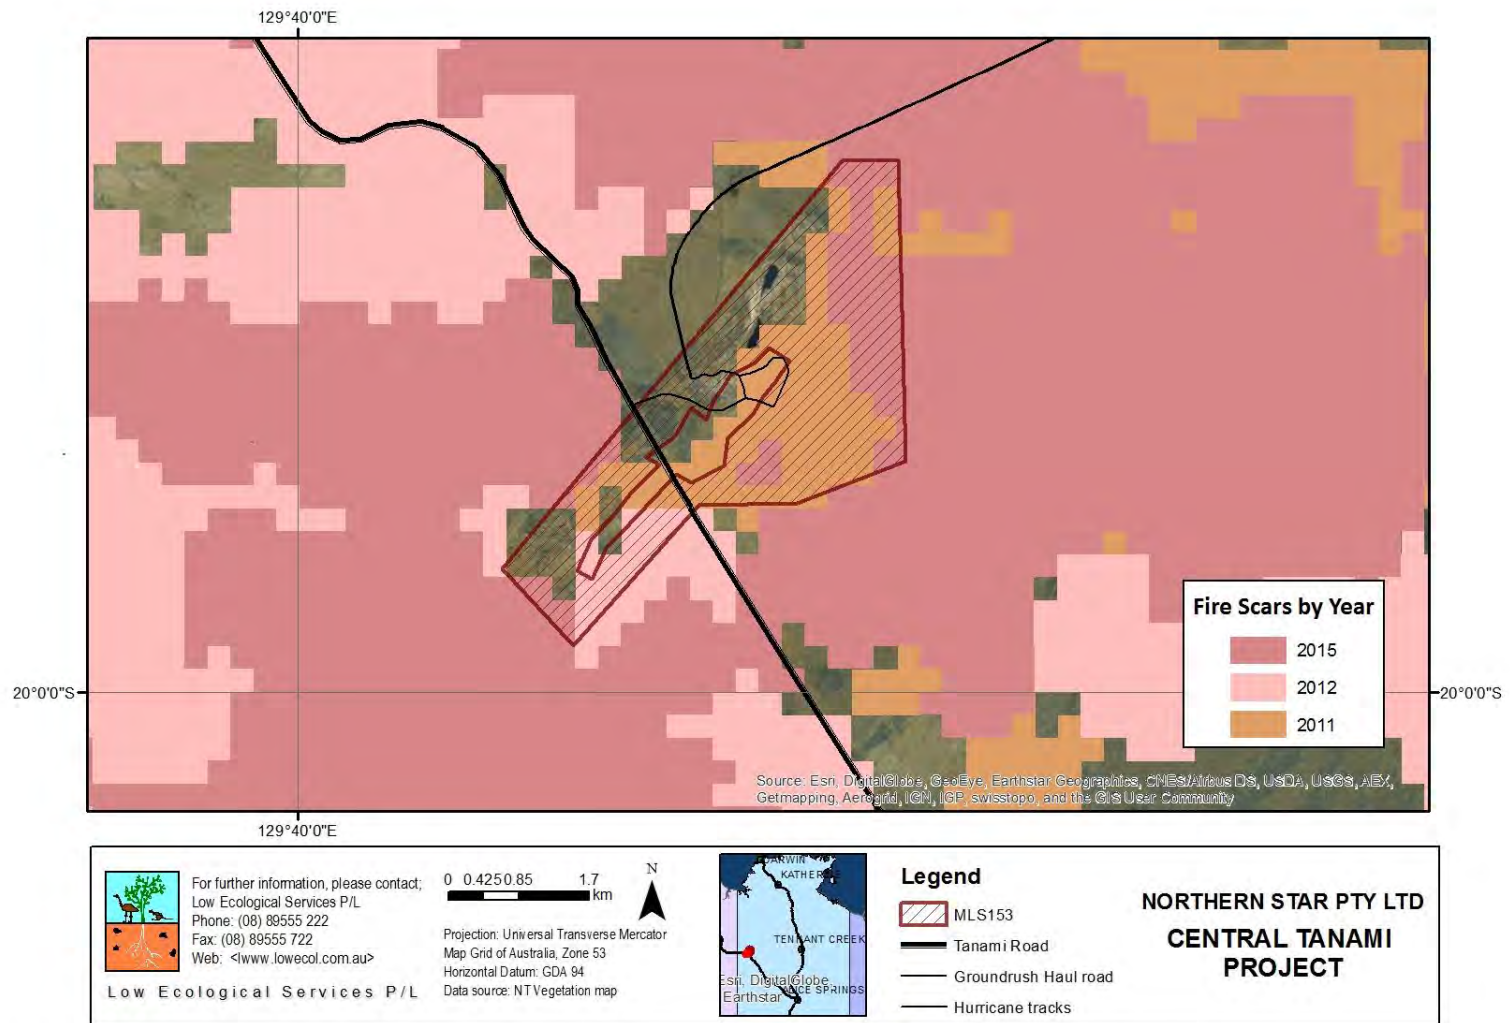 129°40'0"E
20°0'0"S
20°0'0"S
Fire Scars by Year
2015
2012
2011
Source: Esri, DigitalGlobe, GeoEye, Earthstar Geographics, CNES/Airbus DS, USDA, USGS, AEX,
Getmapping, Aerogrid, IGN, IGP, swisstopo, and the GIS User Community
129°40'0"E
For further information, please contact;
Low Ecological Services P/L
Phone: (08) 89555 222
Fax: (08) 89555 722
Web: <lwww.lowecol.com.au>
Low Ecological Services P/L
0 0.425 0.85 1.7
km
N
Projection: Universal Transverse Mercator
Map Grid of Australia, Zone 53
Horizontal Datum: GDA 94
Data source: NT Vegetation map
DARWIN
KATHERINE
TENNANT CREEK
Esri, DigitalGlobe,
ALICE SPRINGS
Earthstar
Legend
MLS153
Tanami Road
Groundrush Haul road
Hurricane tracks
NORTHERN STAR PTY LTD
CENTRAL TANAMI
PROJECT